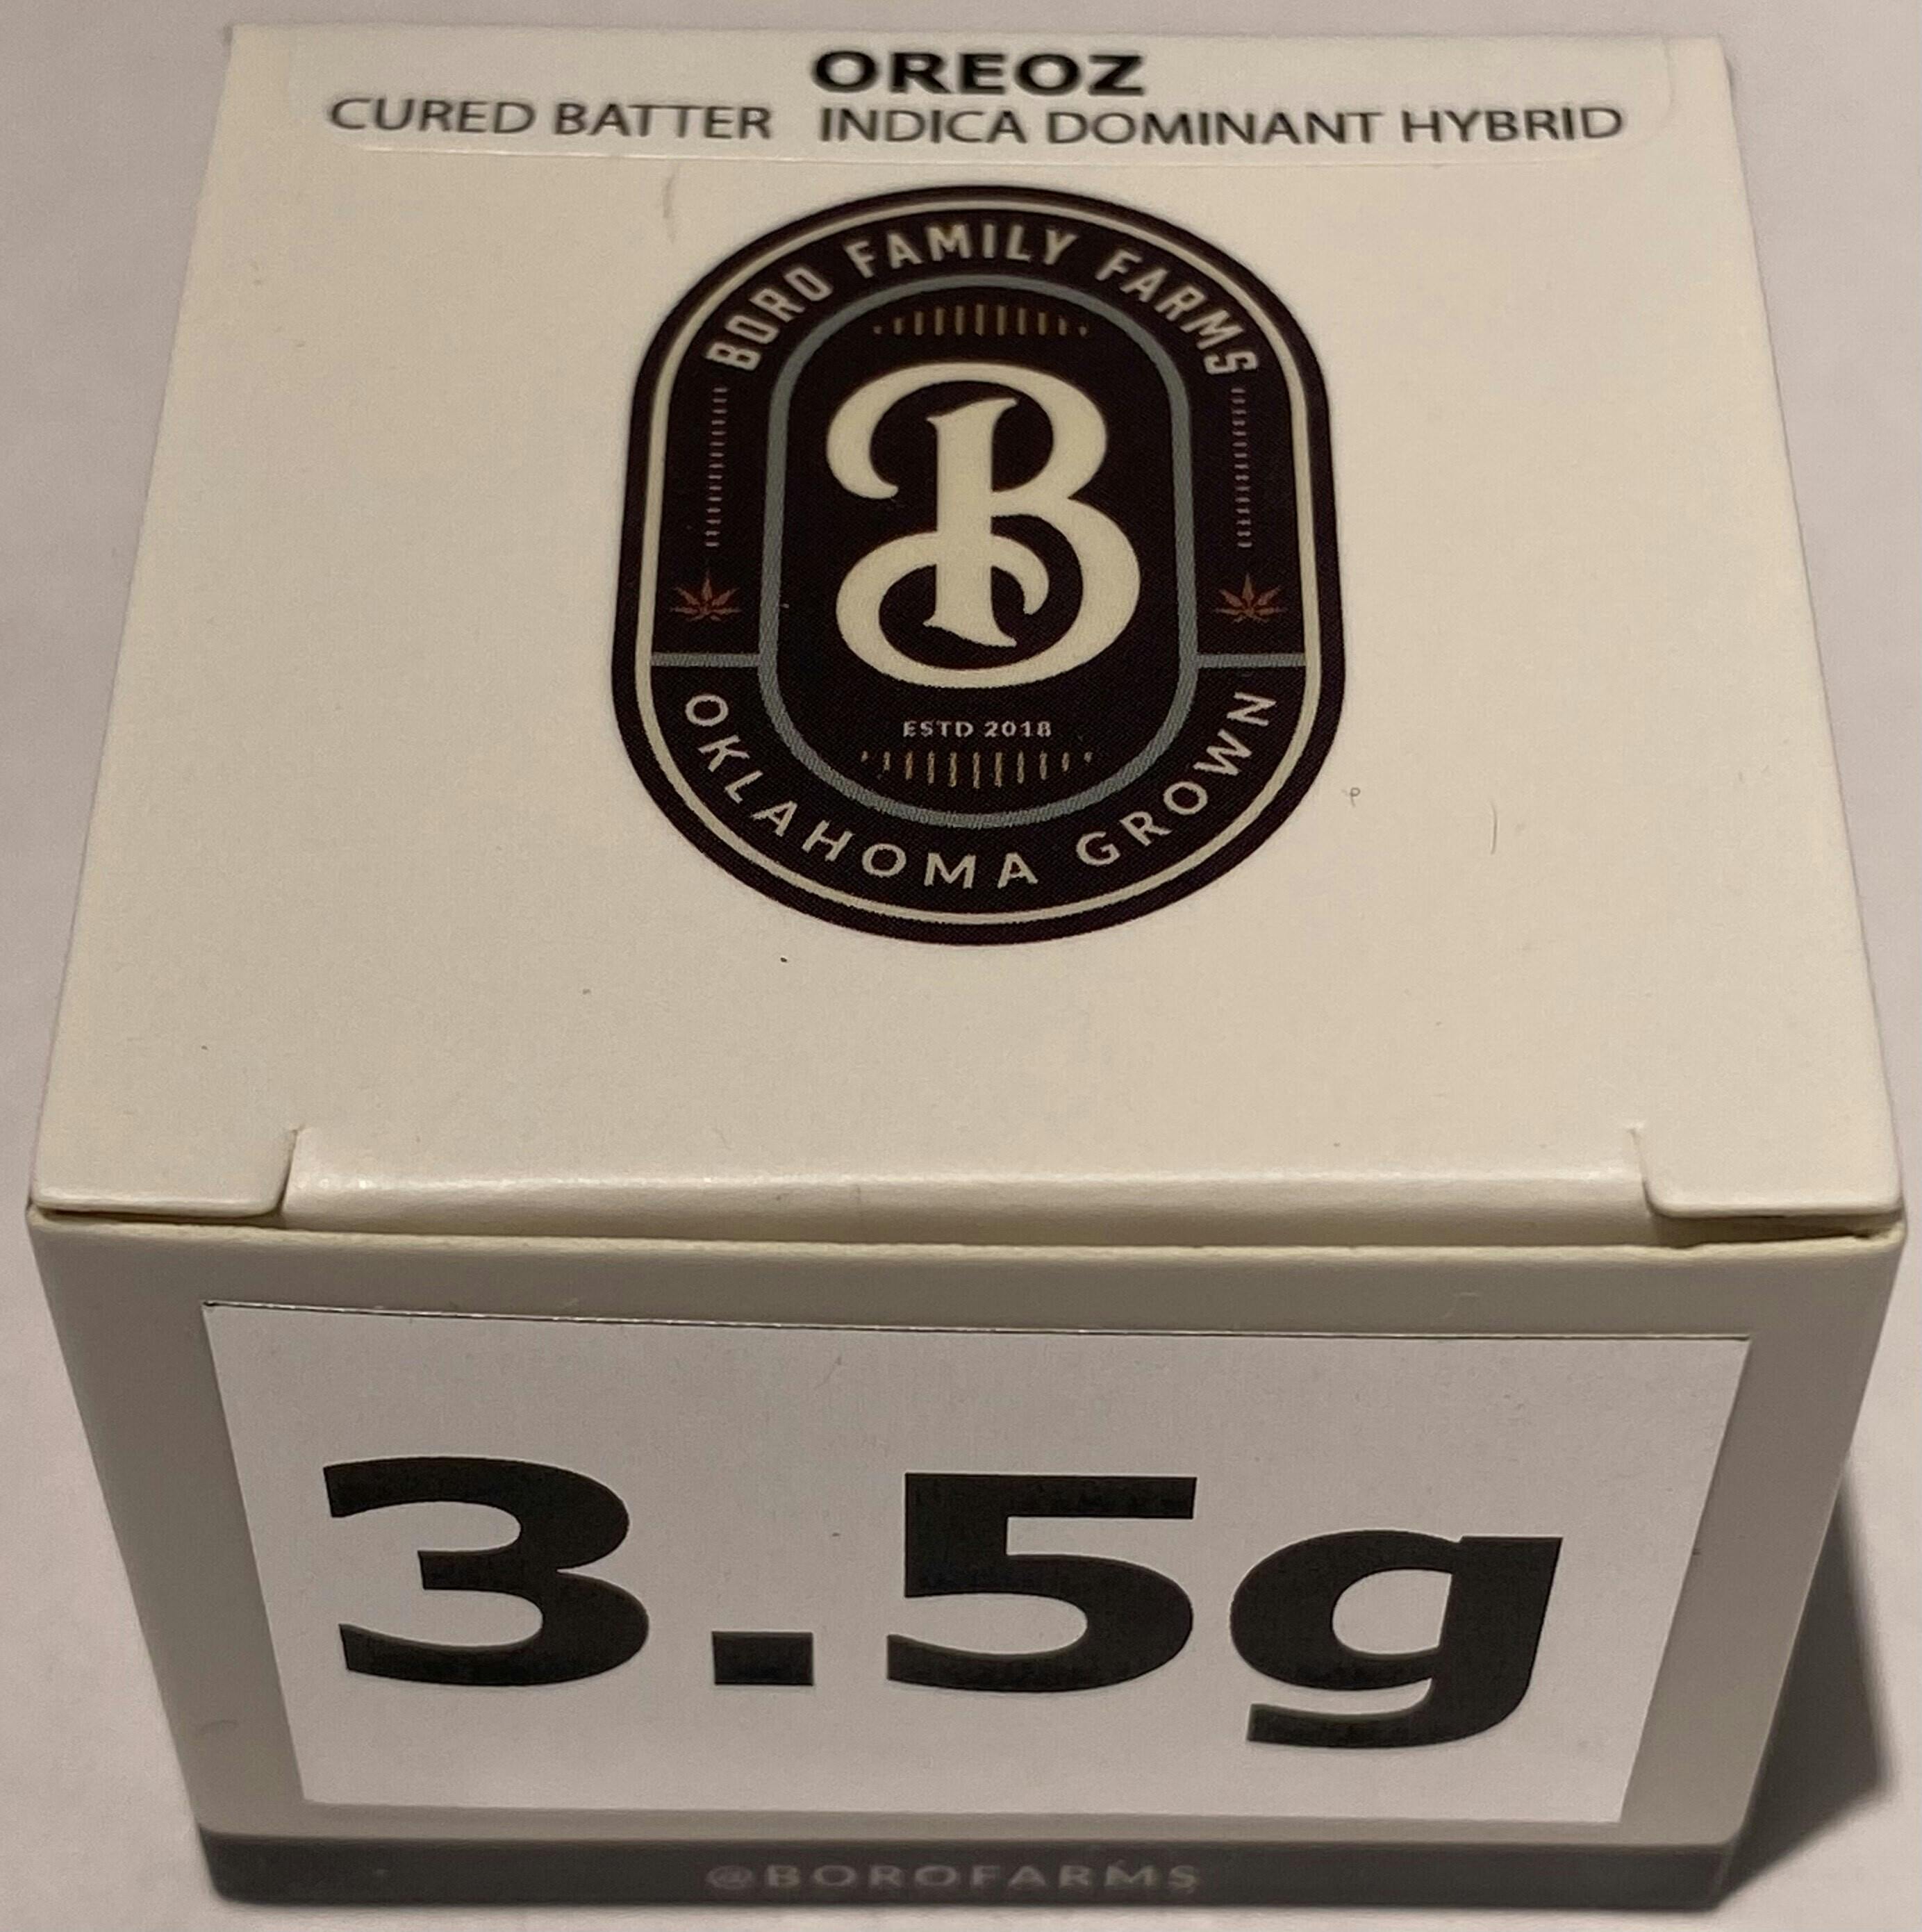 OREOZ
CURED BATTER INDICA DOMINANT HYBRID
BORO FAMILY FARMS
B
ESTD 2018
OKLAHOMA GROWN
3.5g
@BOROFARMS